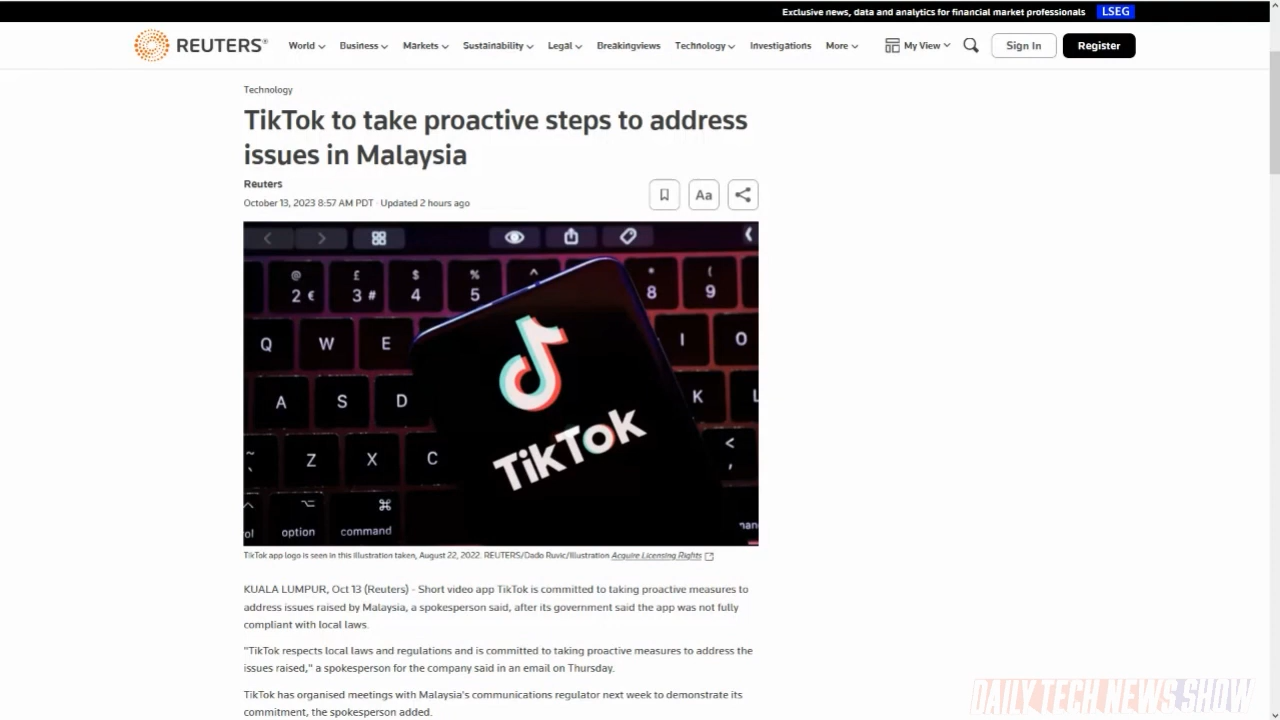 Exclusive news, data and analytics for financial market professionals LSEG
REUTERS® World Business Markets Sustainability Legal Breakingviews Technology Investigations More My View Sign In Register
Technology
TikTok to take proactive steps to address
issues in Malaysia
Reuters
October 13, 2023 8:57 AM PDT · Updated 2 hours ago
Aa
@ £ $ % ^ * (
2 € 3 # 4 5 8 9
Q W E I O
A S D K L
~ Z X C <
` ,
⌥ ⌘
option command
TikTok
TikTok app logo is seen in this illustration taken, August 22, 2022. REUTERS/Dado Ruvic/Illustration Acquire Licensing Rights
KUALA LUMPUR, Oct 13 (Reuters) - Short video app TikTok is committed to taking proactive measures to
address issues raised by Malaysia, a spokesperson said, after its government said the app was not fully
compliant with local laws.
"TikTok respects local laws and regulations and is committed to taking proactive measures to address the
issues raised," a spokesperson for the company said in an email on Thursday.
TikTok has organised meetings with Malaysia's communications regulator next week to demonstrate its
commitment, the spokesperson added.
DAILY TECH NEWS SHOW